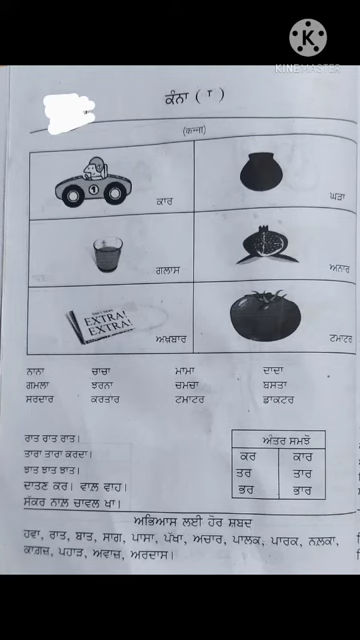 KINEMASTER
ਕੰਨਾ ( ਾ )
(ਕਾ)
ਕਾਰ
ਘੜਾ
ਗਲਾਸ
ਅਨਾਰ
EXTRA!
EXTRA!
ਅਖਬਾਰ
ਟਮਾਟਰ
ਨਾਨਾ ਚਾਚਾ ਮਾਮਾ ਦਾਦਾ
ਗਮਲਾ ਝਰਨਾ ਚਮਚਾ ਬਸਤਾ
ਸਰਦਾਰ ਕਰਤਾਰ ਟਮਾਟਰ ਡਾਕਟਰ
ਰਾਤ ਰਾਤ ਰਾਤ।
ਤਾਰਾ ਤਾਰਾ ਕਰਦਾ।
ਝਾਤ ਝਾਤ ਝਾਤ।
ਦਾਤਣ ਕਰ। ਵਾਲ਼ ਵਾਹ।
ਸ਼ੱਕਰ ਨਾਲ਼ ਚਾਵਲ ਖਾ।
ਅੰਤਰ ਸਮਝੋ
ਕਰ ਕਾਰ
ਤਰ ਤਾਰ
ਭਰ ਭਾਰ
ਅਭਿਆਸ ਲਈ ਹੋਰ ਸ਼ਬਦ
ਹਵਾ, ਰਾਤ, ਬਾਤ, ਸਾਗ, ਪਾਸਾ, ਪੱਖਾ, ਅਚਾਰ, ਪਾਲਕ, ਪਾਰਕ, ਨਲ਼ਕਾ,
ਕਾਗਜ਼, ਪਹਾੜ, ਅਵਾਜ਼, ਅਰਦਾਸ।